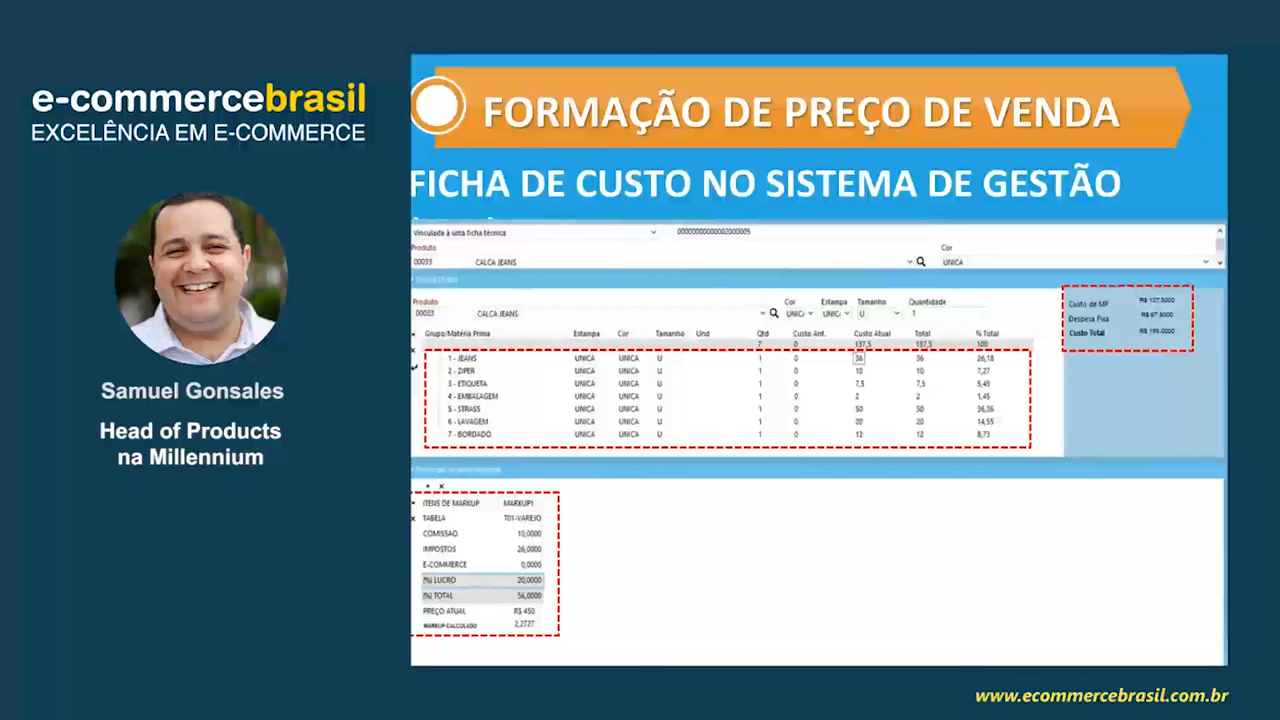 e-commercebrasil
EXCELÊNCIA EM E-COMMERCE
Samuel Gonsales
Head of Products
na Millennium
FORMAÇÃO DE PREÇO DE VENDA
FICHA DE CUSTO NO SISTEMA DE GESTÃO
Vinculada à uma ficha técnica
Produto Cor
00033 CALCA JEANS UNICA
Produto Cor Estampa Tamanho Quantidade
00033 CALCA JEANS UNIC UNIC U 1
Custo de MP
Despesa Fixa
Custo Total
Grupo/Matéria Prima Estampa Cor Tamanho Und Qtd Custo Ant. Custo Atual Total % Total
7 0 137,5 137,5 100
1 - JEANS UNICA UNICA U 1 0 36 36 26,18
2 - ZIPER UNICA UNICA U 1 0 10 10 7,27
3 - ETIQUETA UNICA UNICA U 1 0 7,5 7,5 5,45
4 - EMBALAGEM UNICA UNICA U 1 0 2 2 1,45
5 - STRASS UNICA UNICA U 1 0 50 50 36,36
6 - LAVAGEM UNICA UNICA U 1 0 20 20 14,55
7 - BORDADO UNICA UNICA U 1 0 12 12 8,73
ITENS DE MARKUP MARKUP1
TABELA T01-VAREJO
COMISSAO 10,0000
IMPOSTOS 26,0000
E-COMMERCE 0,0000
(%) LUCRO 20,0000
(%) TOTAL 56,0000
PREÇO ATUAL R$ 450
MARKUP CALCULADO 2,2727
www.ecommercebrasil.com.br